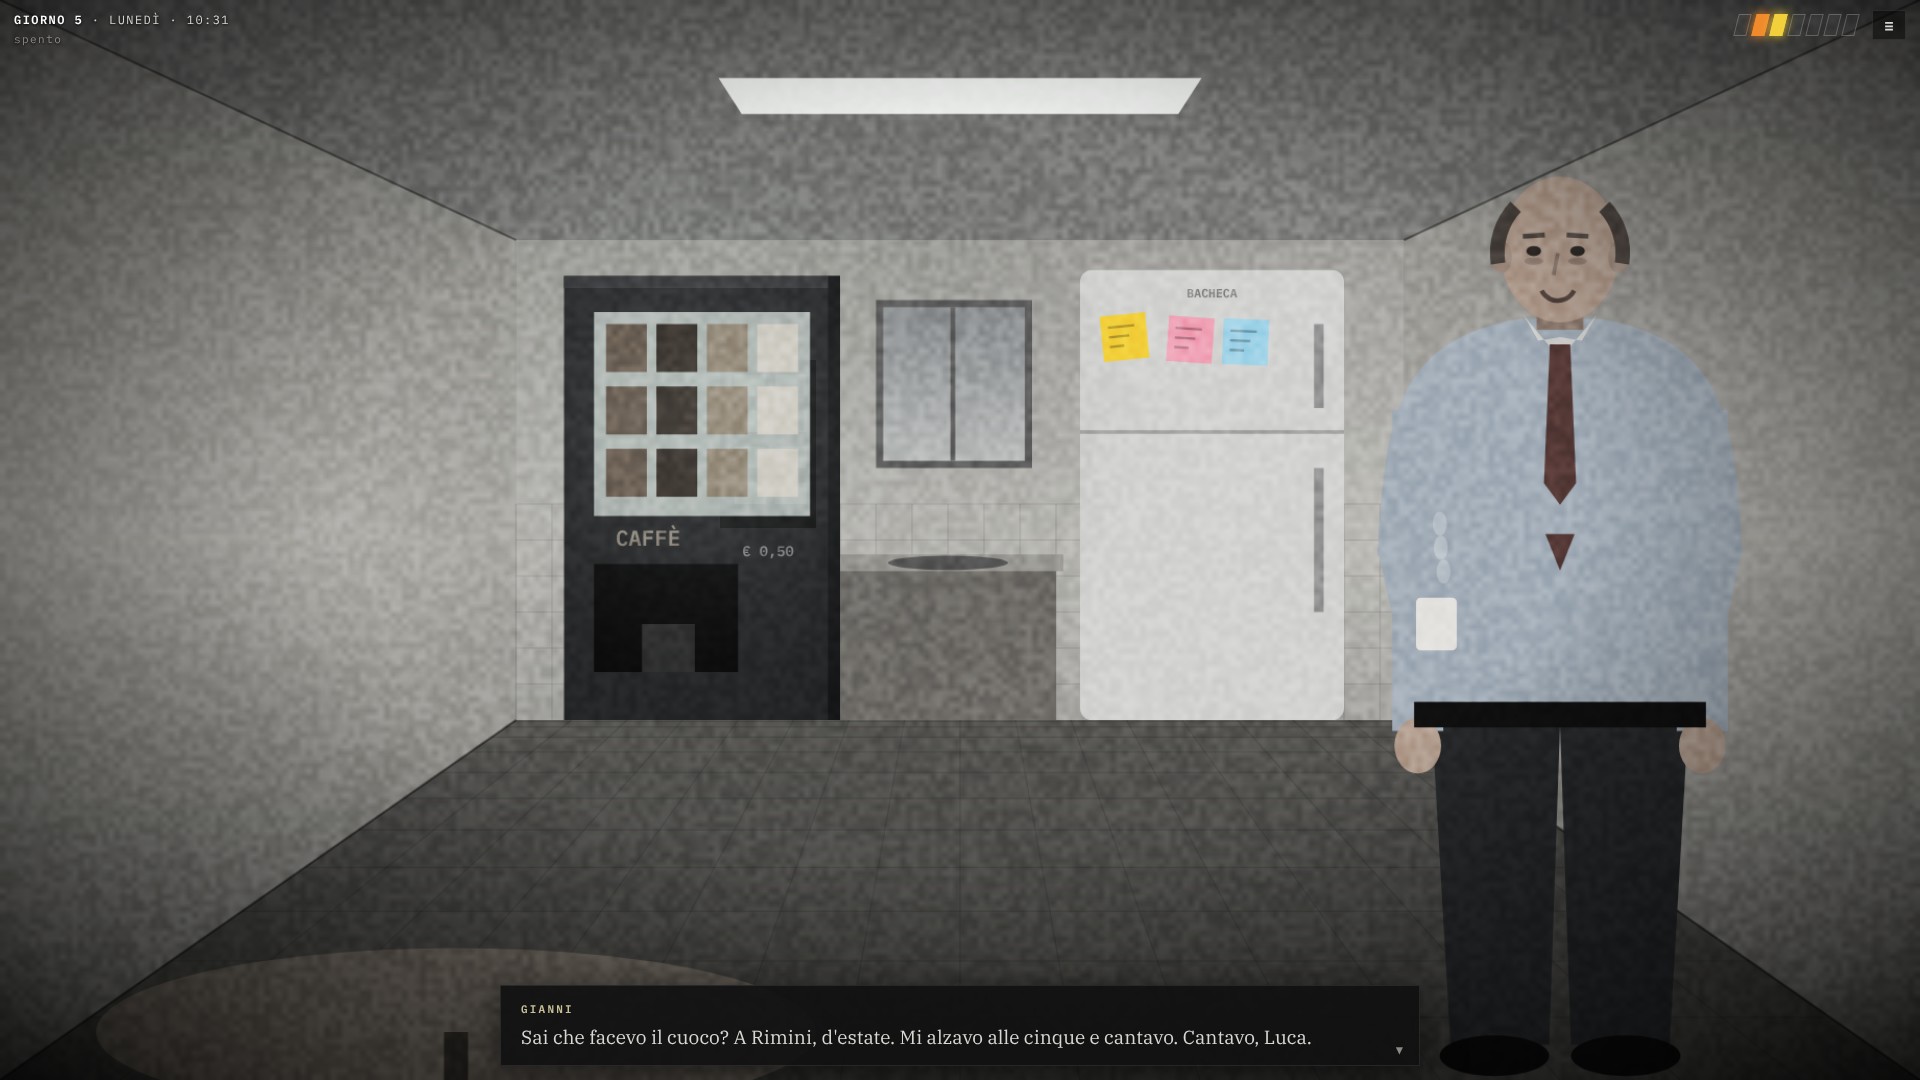 GIORNO 5 · LUNEDÌ · 10:31
spento
BACHECA
CAFFÈ
€ 0,50
GIANNI
Sai che facevo il cuoco? A Rimini, d'estate. Mi alzavo alle cinque e cantavo. Cantavo, Luca.